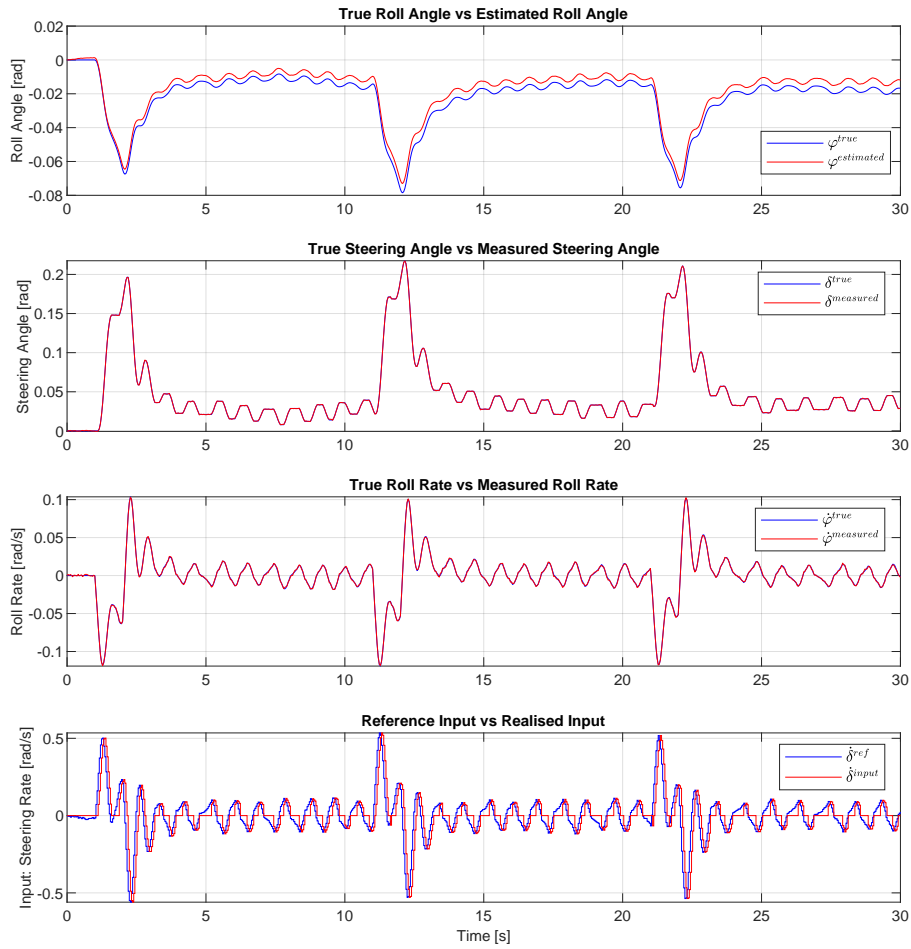 True Roll Angle vs Estimated Roll Angle
Roll Angle [rad]
0.02
0
-0.02
-0.04
-0.06
-0.08
φ^true
φ^estimated
0 5 10 15 20 25 30
True Steering Angle vs Measured Steering Angle
Steering Angle [rad]
0.2
0.15
0.1
0.05
0
δ^true
δ^measured
0 5 10 15 20 25 30
True Roll Rate vs Measured Roll Rate
Roll Rate [rad/s]
0.1
0.05
0
-0.05
-0.1
φ̇^true
φ̇^measured
0 5 10 15 20 25 30
Reference Input vs Realised Input
Input: Steering Rate [rad/s]
0.5
0
-0.5
δ̇^ref
δ̇^input
0 5 10 15 20 25 30
Time [s]